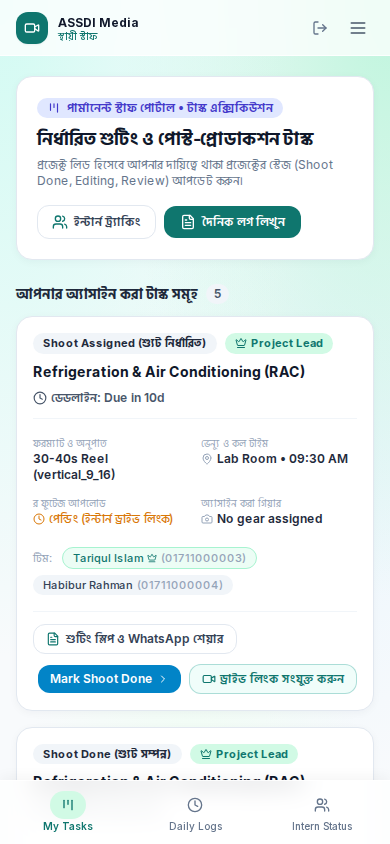 ASSDI Media
স্থায়ী স্টাফ
পার্মানেন্ট স্টাফ পোর্টাল • টাস্ক এক্সিকিউশন
নির্ধারিত শুটিং ও পোস্ট-প্রোডাকশন টাস্ক
প্রজেক্ট লিড হিসেবে আপনার দায়িত্বে থাকা প্রজেক্টের স্টেজ (Shoot
Done, Editing, Review) আপডেট করুন।
ইন্টার্ন ট্র্যাকিং
দৈনিক লগ লিখুন
আপনার অ্যাসাইন করা টাস্ক সমূহ 5
Shoot Assigned (শ্যুট নির্ধারিত) Project Lead
Refrigeration & Air Conditioning (RAC)
ডেডলাইন: Due in 10d
ফরম্যাট ও অনুপাত
30-40s Reel
(vertical_9_16)
ভেন্যু ও কল টাইম
Lab Room • 09:30 AM
র ফুটেজ আপলোড
পেন্ডিং (ইন্টার্ন ড্রাইভ লিংক)
অ্যাসাইন করা গিয়ার
No gear assigned
টিম: Tariqul Islam (01711000003)
Habibur Rahman (01711000004)
শুটিং স্লিপ ও WhatsApp শেয়ার
Mark Shoot Done
ড্রাইভ লিংক সংযুক্ত করুন
Shoot Done (শ্যুট সম্পন্ন) Project Lead
Refrigeration & Air Conditioning (RAC)
My Tasks
Daily Logs
Intern Status